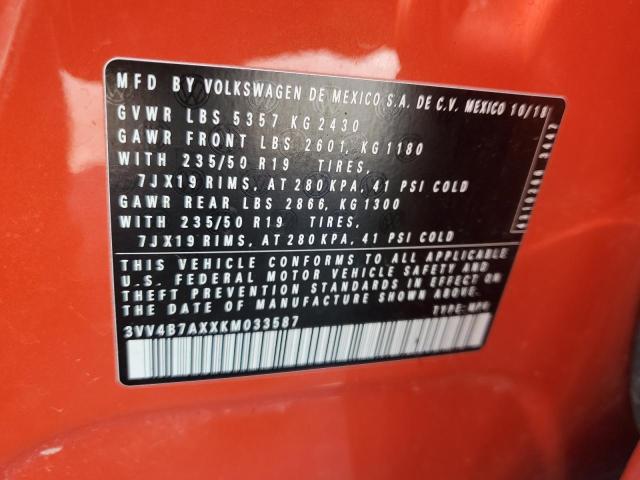 MFD BY VOLKSWAGEN DE MEXICO S.A. DE C.V. MEXICO 10/18
GVWR LBS 5357 KG 2430
GAWR FRONT LBS 2601, KG 1180
WITH 235/50 R19 TIRES,
7JX19 RIMS, AT 280 KPA, 41 PSI COLD
GAWR REAR LBS 2866, KG 1300
WITH 235/50 R19 TIRES,
7JX19 RIMS, AT 280 KPA, 41 PSI COLD
THIS VEHICLE CONFORMS TO ALL APPLICABLE
U.S. FEDERAL MOTOR VEHICLE SAFETY AND
THEFT PREVENTION STANDARDS IN EFFECT ON
THE DATE OF MANUFACTURE SHOWN ABOVE.
3VV4B7AXXKM033587 TYPE: MPV